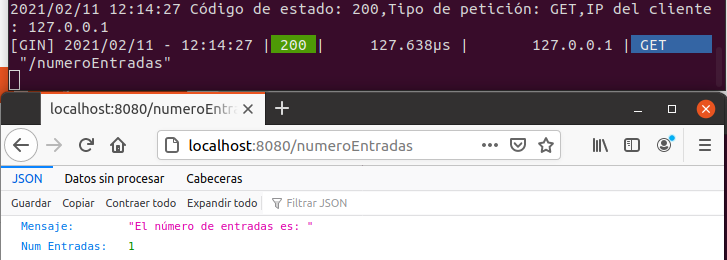 2021/02/11 12:14:27 Código de estado: 200,Tipo de petición: GET,IP del cliente
: 127.0.0.1
[GIN] 2021/02/11 - 12:14:27 | 200 | 127.638µs | 127.0.0.1 | GET
"/numeroEntradas"
localhost:8080/numeroEntra
localhost:8080/numeroEntradas
JSON Datos sin procesar Cabeceras
Guardar Copiar Contraer todo Expandir todo Filtrar JSON
Mensaje: "El número de entradas es: "
Num Entradas: 1